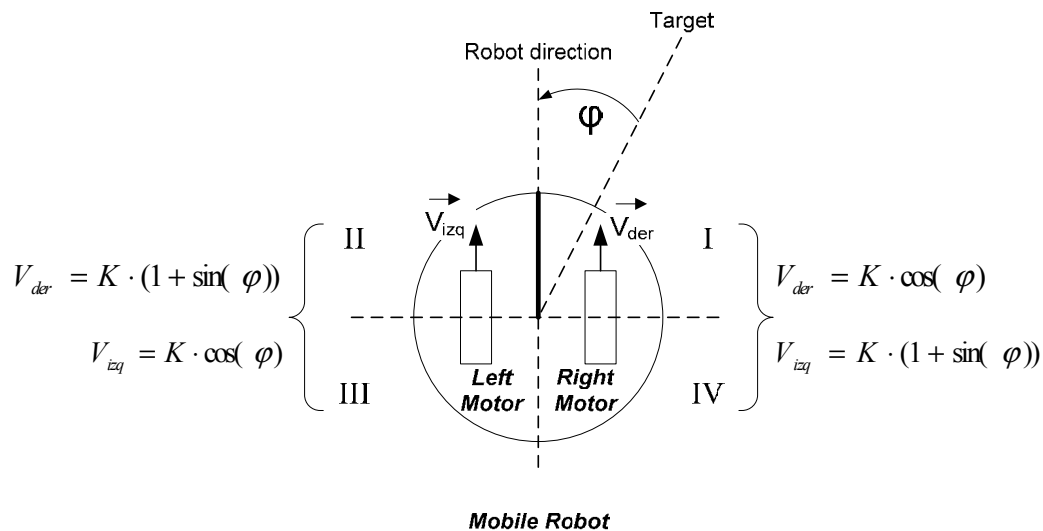 Target
Robot direction
φ
V_izq
V_der
II
I
V_der = K · (1 + sin( φ))
V_izq = K · cos( φ)
V_der = K · cos( φ)
V_izq = K · (1 + sin( φ))
III
IV
Left Motor
Right Motor
Mobile Robot